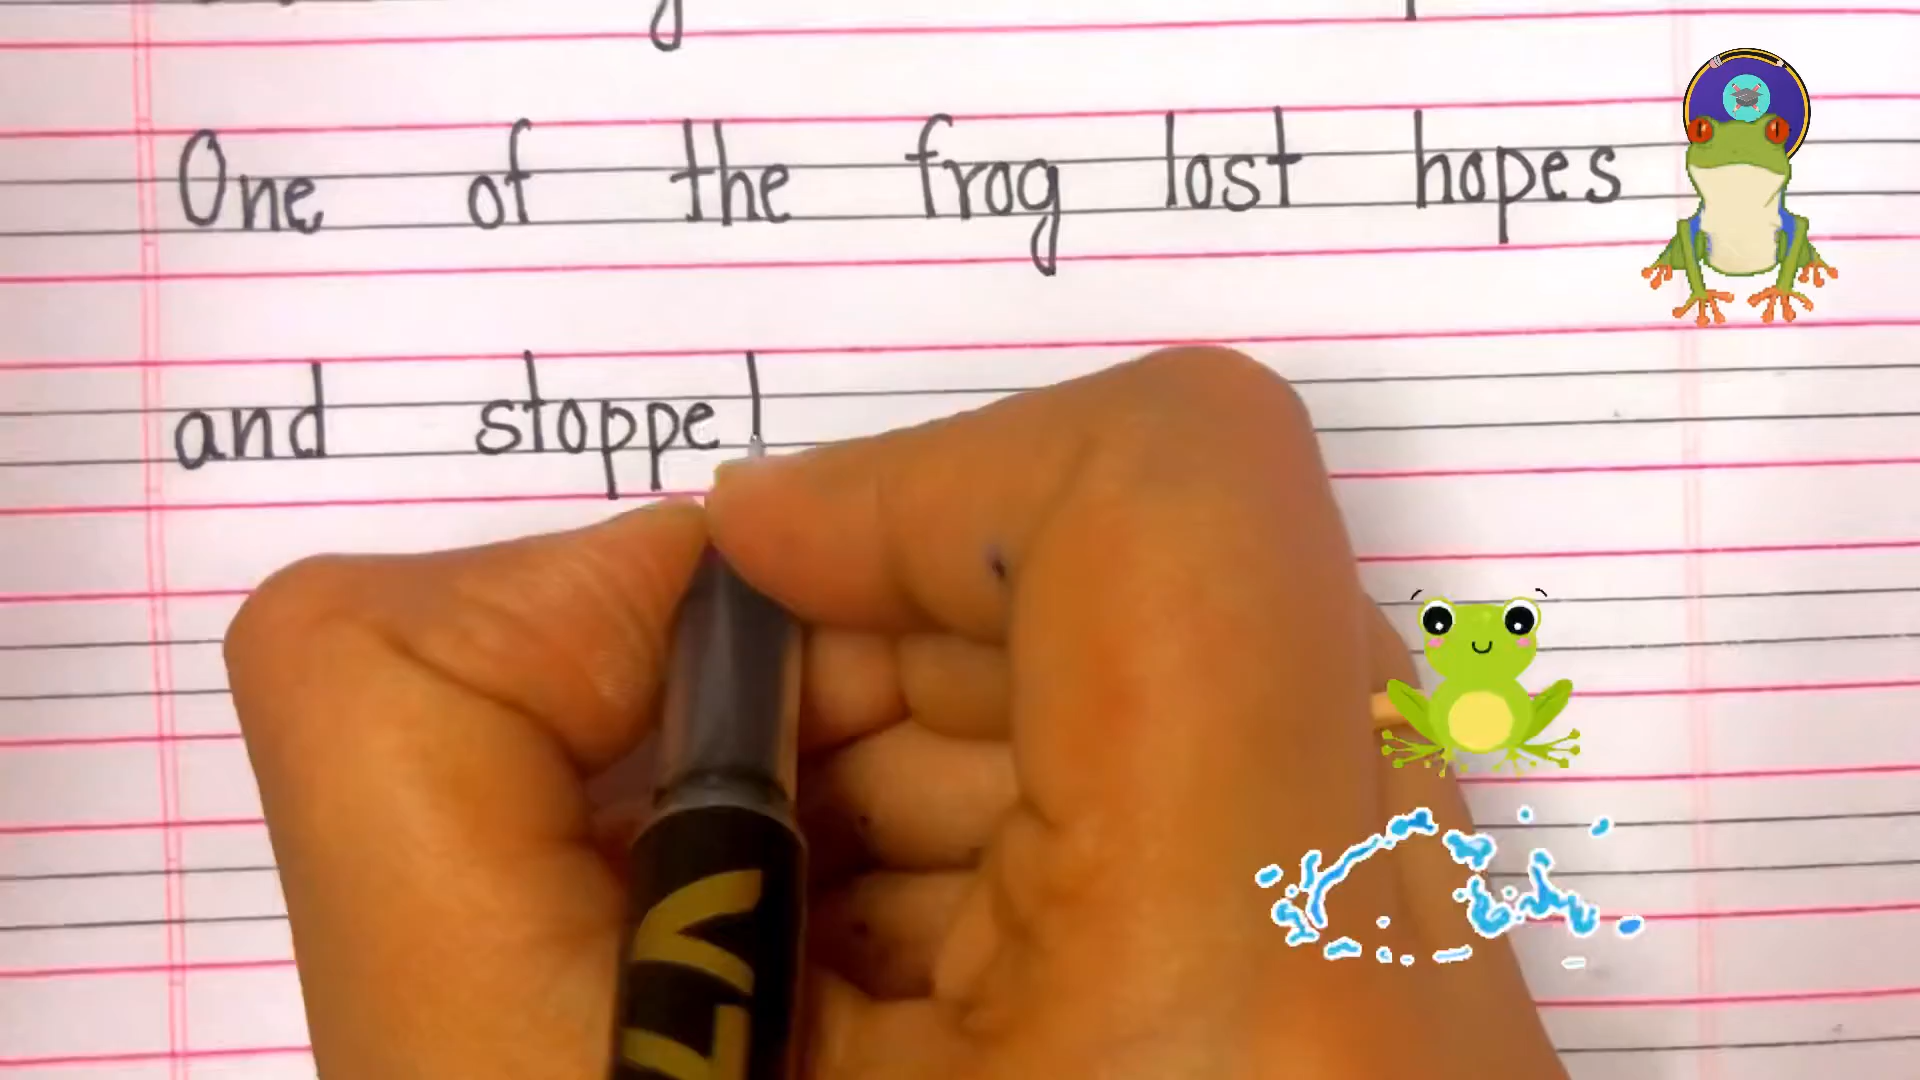 One of the frog lost hopes
and stoppe